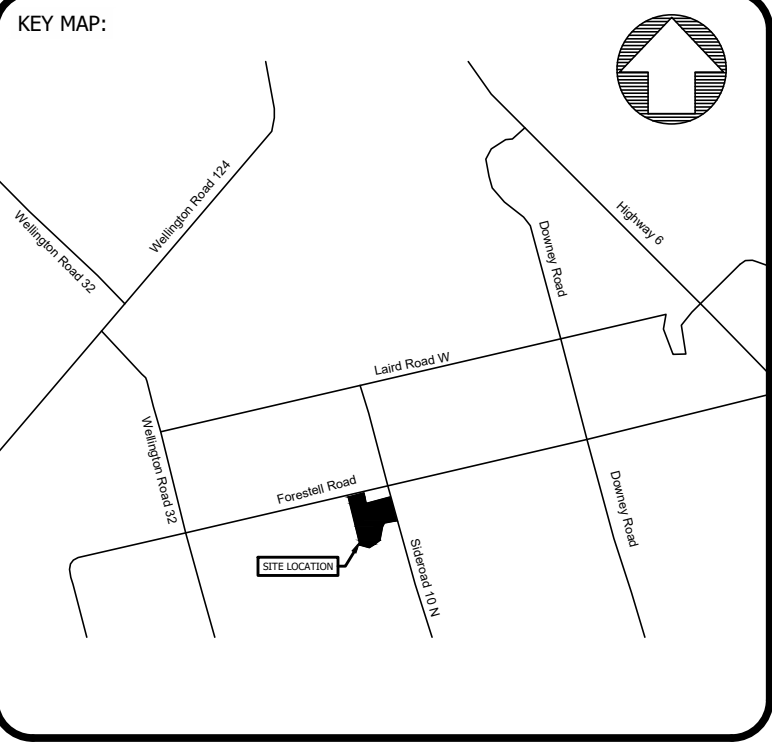 KEY MAP:
Wellington Road 124
Wellington Road 32
Highway 6
Downey Road
Laird Road W
Wellington Road 32
Forestell Road
Downey Road
Sideroad 10 N
SITE LOCATION